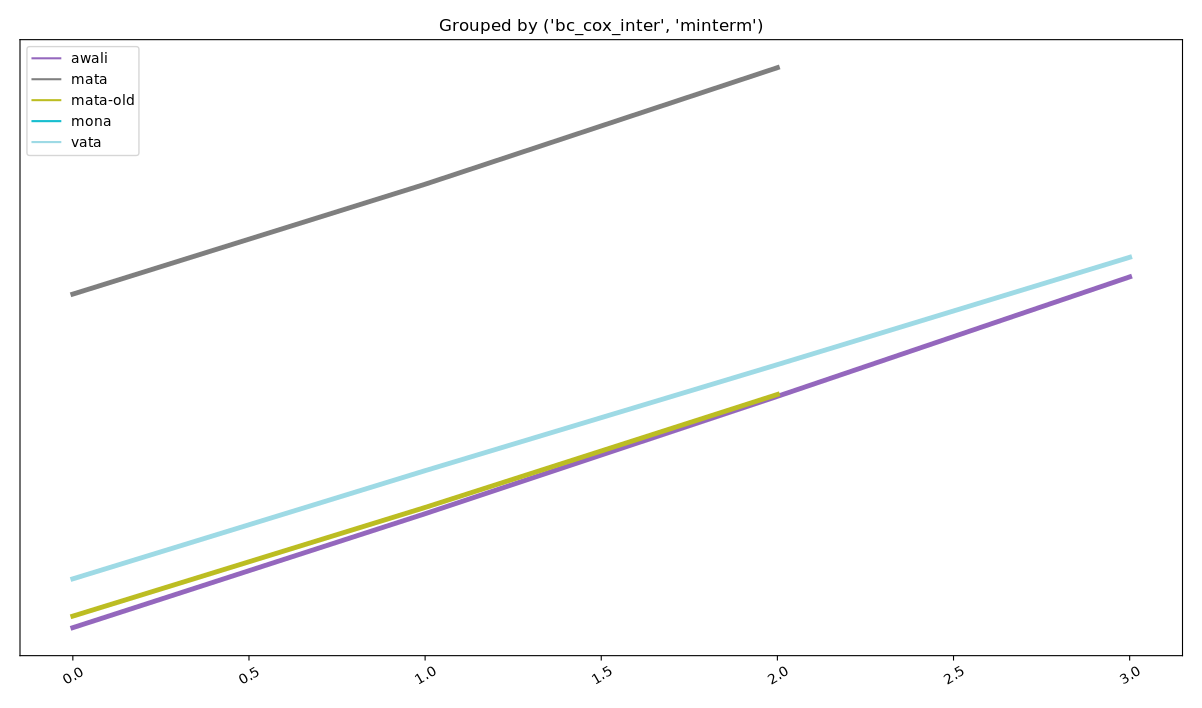 Grouped by ('bc_cox_inter', 'minterm')
awali
mata
mata-old
mona
vata
0.0 0.5 1.0 1.5 2.0 2.5 3.0